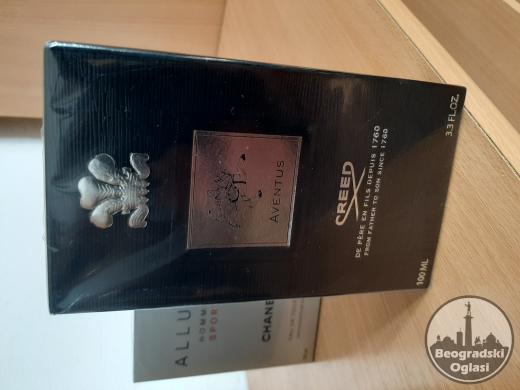 AVENTUS
CREED
DE PÈRE EN FILS DEPUIS 1760
FROM FATHER TO SON SINCE 1760
100 ML
3.3 FL.OZ.
ALLU
HOMM
SPOR
CHANE
Beogradski
Oglasi